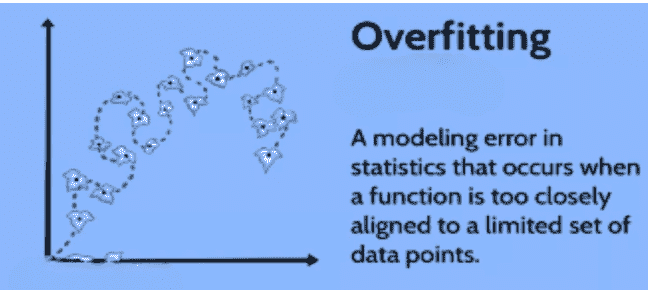 Overfitting
A modeling error in
statistics that occurs when
a function is too closely
aligned to a limited set of
data points.